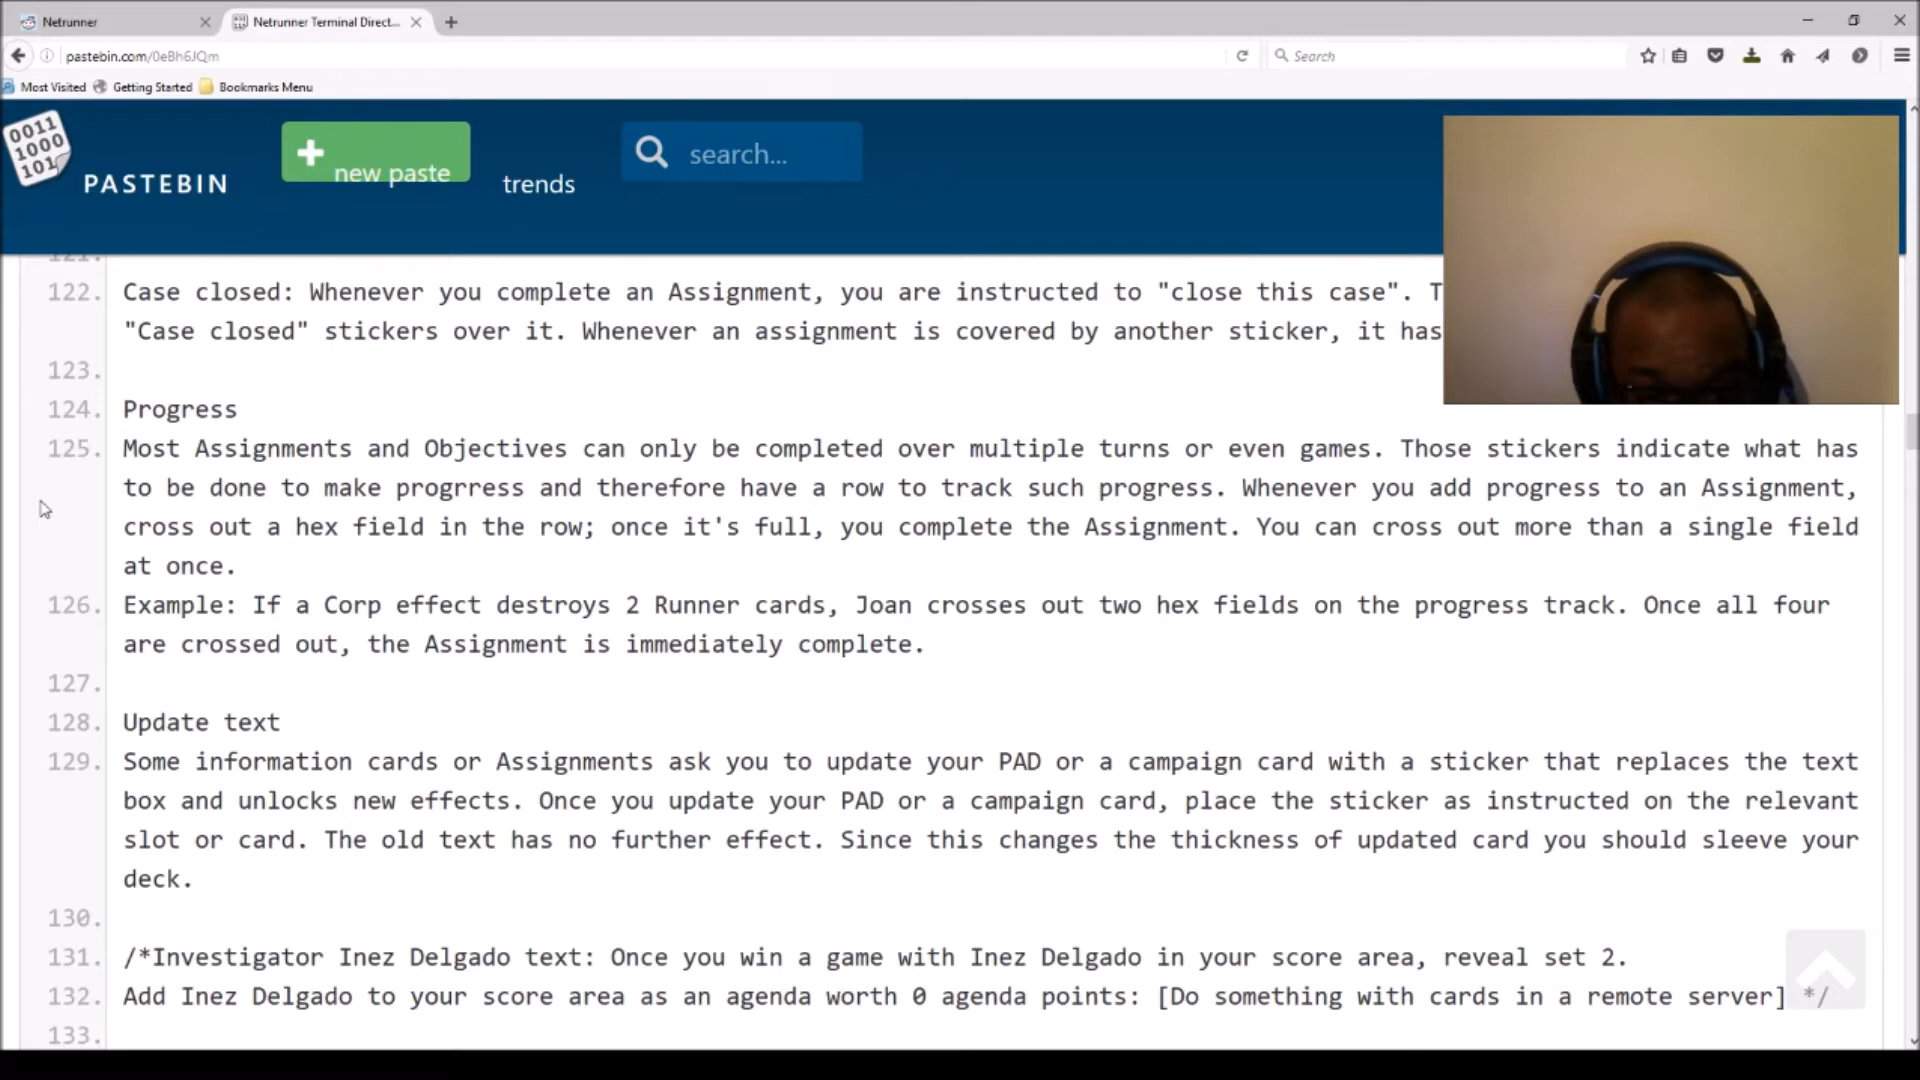 Netrunner
Netrunner Terminal Direct...
pastebin.com/0eBh6JQm
Search
Most Visited
Getting Started
Bookmarks Menu
0011
1000
101
PASTEBIN
new paste
trends
search...
121.
122. Case closed: Whenever you complete an Assignment, you are instructed to "close this case". T
"Case closed" stickers over it. Whenever an assignment is covered by another sticker, it has
123.
124. Progress
125. Most Assignments and Objectives can only be completed over multiple turns or even games. Those stickers indicate what has
to be done to make progrress and therefore have a row to track such progress. Whenever you add progress to an Assignment,
cross out a hex field in the row; once it's full, you complete the Assignment. You can cross out more than a single field
at once.
126. Example: If a Corp effect destroys 2 Runner cards, Joan crosses out two hex fields on the progress track. Once all four
are crossed out, the Assignment is immediately complete.
127.
128. Update text
129. Some information cards or Assignments ask you to update your PAD or a campaign card with a sticker that replaces the text
box and unlocks new effects. Once you update your PAD or a campaign card, place the sticker as instructed on the relevant
slot or card. The old text has no further effect. Since this changes the thickness of updated card you should sleeve your
deck.
130.
131. /*Investigator Inez Delgado text: Once you win a game with Inez Delgado in your score area, reveal set 2.
132. Add Inez Delgado to your score area as an agenda worth 0 agenda points: [Do something with cards in a remote server] */
133.